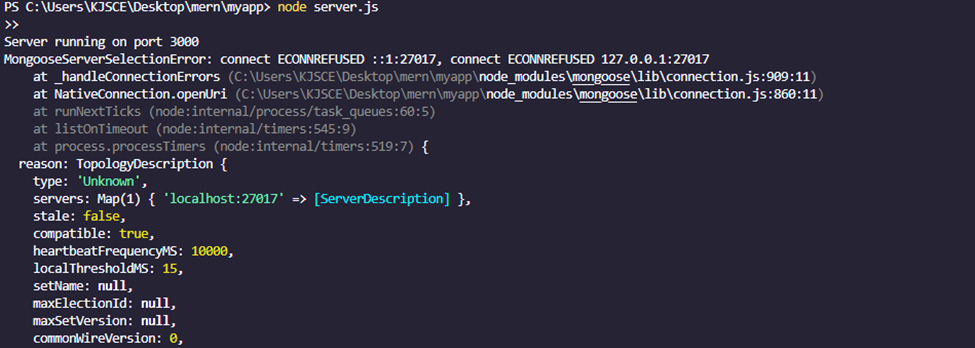 PS C:\Users\KJSCE\Desktop\mern\myapp> node server.js
>>
Server running on port 3000
MongooseServerSelectionError: connect ECONNREFUSED ::1:27017, connect ECONNREFUSED 127.0.0.1:27017
    at _handleConnectionErrors (C:\Users\KJSCE\Desktop\mern\myapp\node_modules\mongoose\lib\connection.js:909:11)
    at NativeConnection.openUri (C:\Users\KJSCE\Desktop\mern\myapp\node_modules\mongoose\lib\connection.js:860:11)
    at runNextTicks (node:internal/process/task_queues:60:5)
    at listOnTimeout (node:internal/timers:545:9)
    at process.processTimers (node:internal/timers:519:7) {
  reason: TopologyDescription {
    type: 'Unknown',
    servers: Map(1) { 'localhost:27017' => [ServerDescription] },
    stale: false,
    compatible: true,
    heartbeatFrequencyMS: 10000,
    localThresholdMS: 15,
    setName: null,
    maxElectionId: null,
    maxSetVersion: null,
    commonWireVersion: 0,